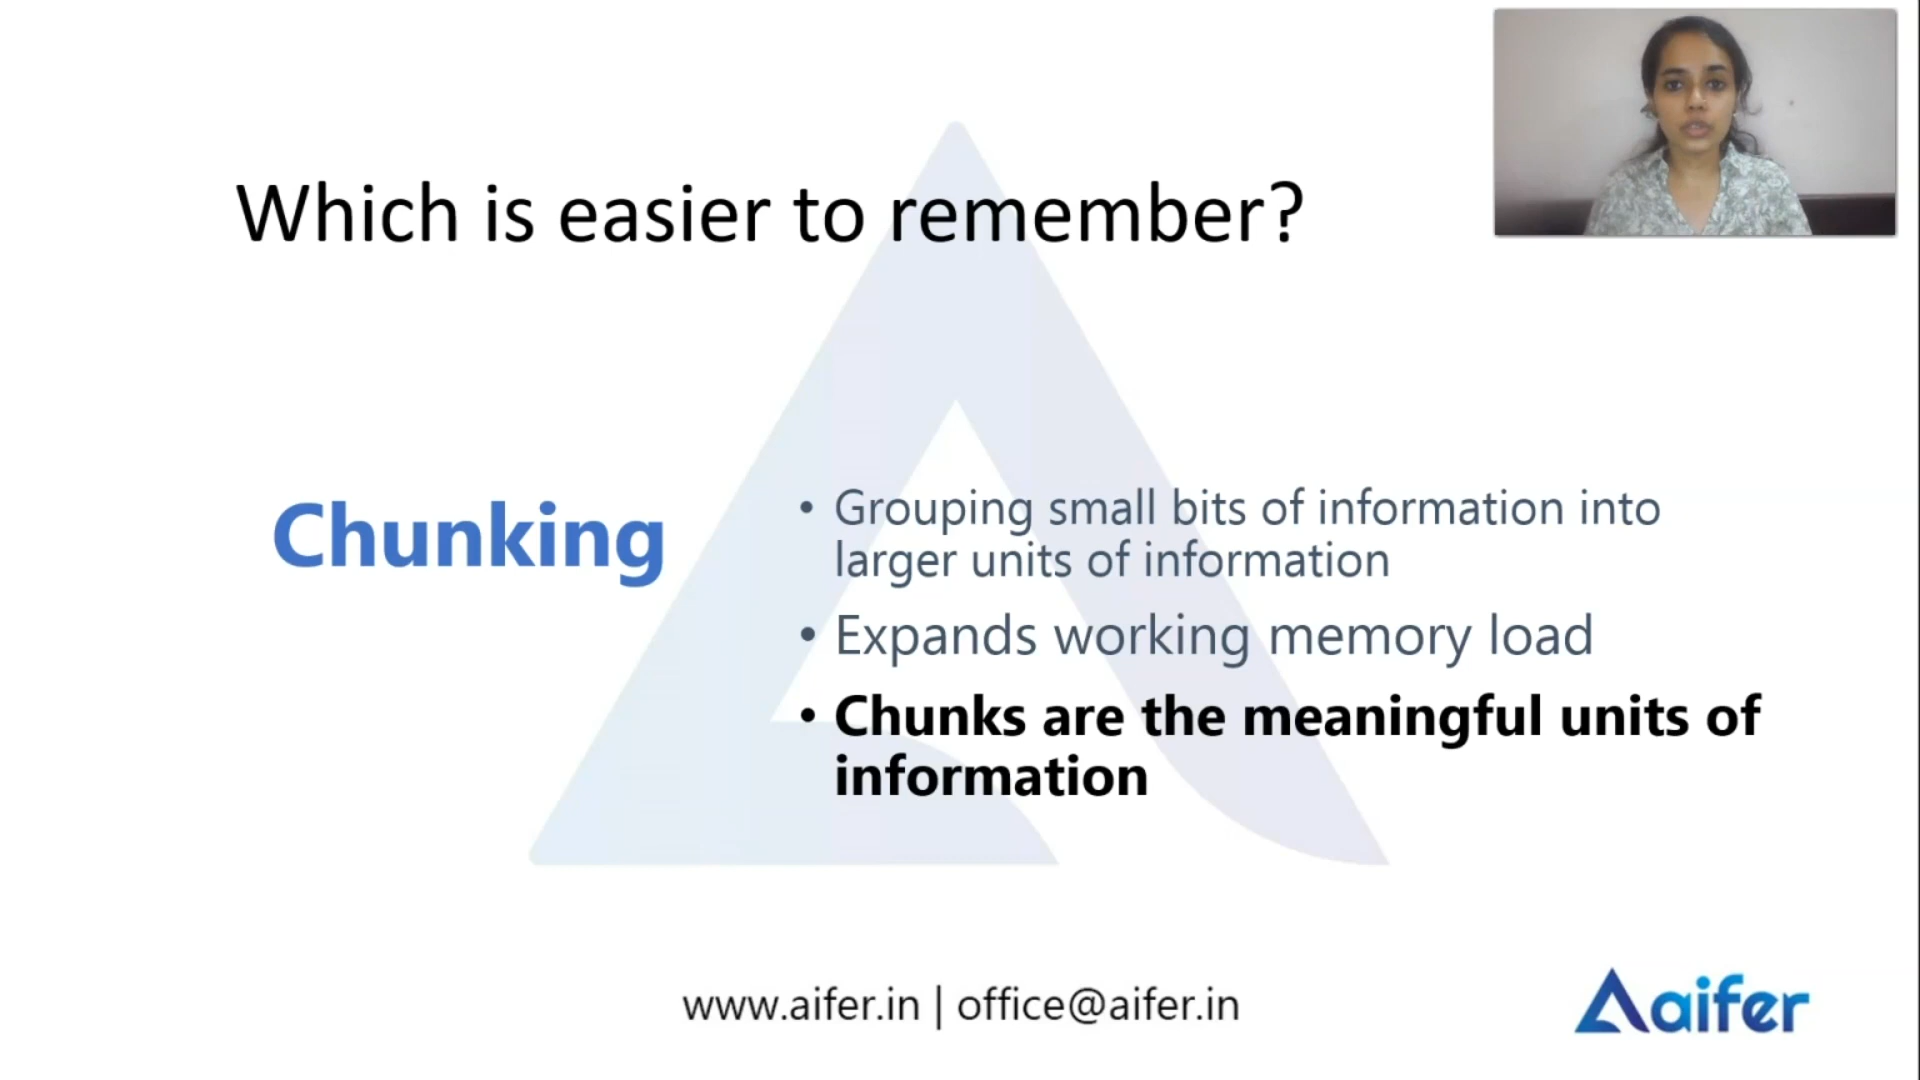 Which is easier to remember?
Chunking
• Grouping small bits of information into
larger units of information
• Expands working memory load
• Chunks are the meaningful units of
information
www.aifer.in | office@aifer.in
aifer